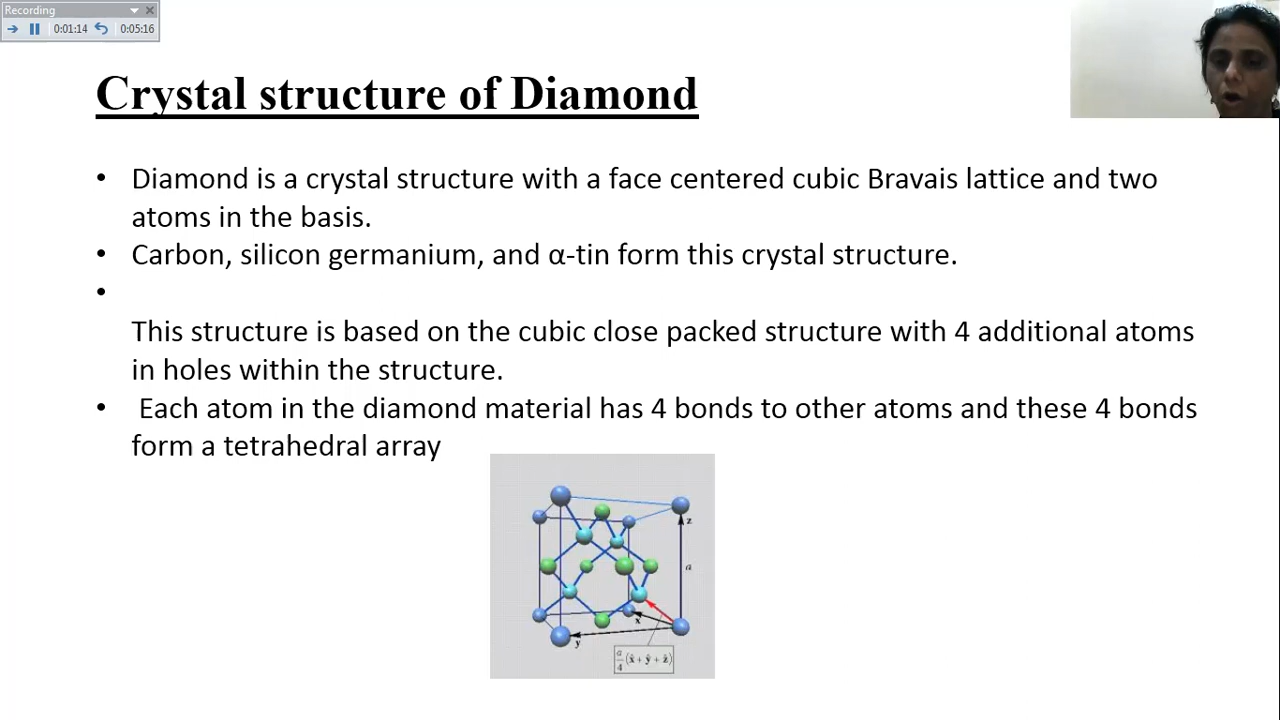 Recording
0:01:14 0:05:16
Crystal structure of Diamond
• Diamond is a crystal structure with a face centered cubic Bravais lattice and two
atoms in the basis.
• Carbon, silicon germanium, and α-tin form this crystal structure.
•
This structure is based on the cubic close packed structure with 4 additional atoms
in holes within the structure.
• Each atom in the diamond material has 4 bonds to other atoms and these 4 bonds
form a tetrahedral array
z
a
x
y
a/4 (x̂ + ŷ + ẑ)